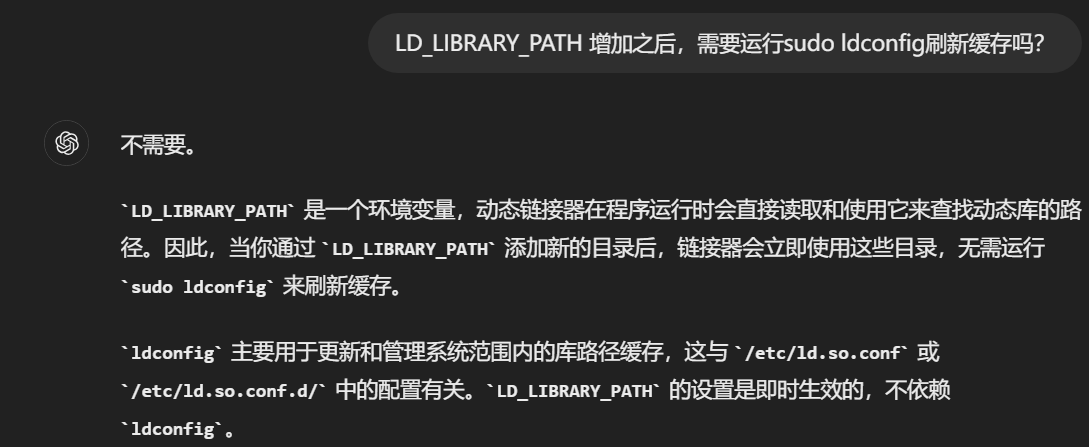 LD_LIBRARY_PATH 增加之后，需要运行sudo ldconfig刷新缓存吗？
不需要。
`LD_LIBRARY_PATH` 是一个环境变量，动态链接器在程序运行时会直接读取和使用它来查找动态库的路
径。因此，当你通过 `LD_LIBRARY_PATH` 添加新的目录后，链接器会立即使用这些目录，无需运行
`sudo ldconfig` 来刷新缓存。
`ldconfig` 主要用于更新和管理系统范围内的库路径缓存，这与 `/etc/ld.so.conf` 或
`/etc/ld.so.conf.d/` 中的配置有关。`LD_LIBRARY_PATH` 的设置是即时生效的，不依赖
`ldconfig`。